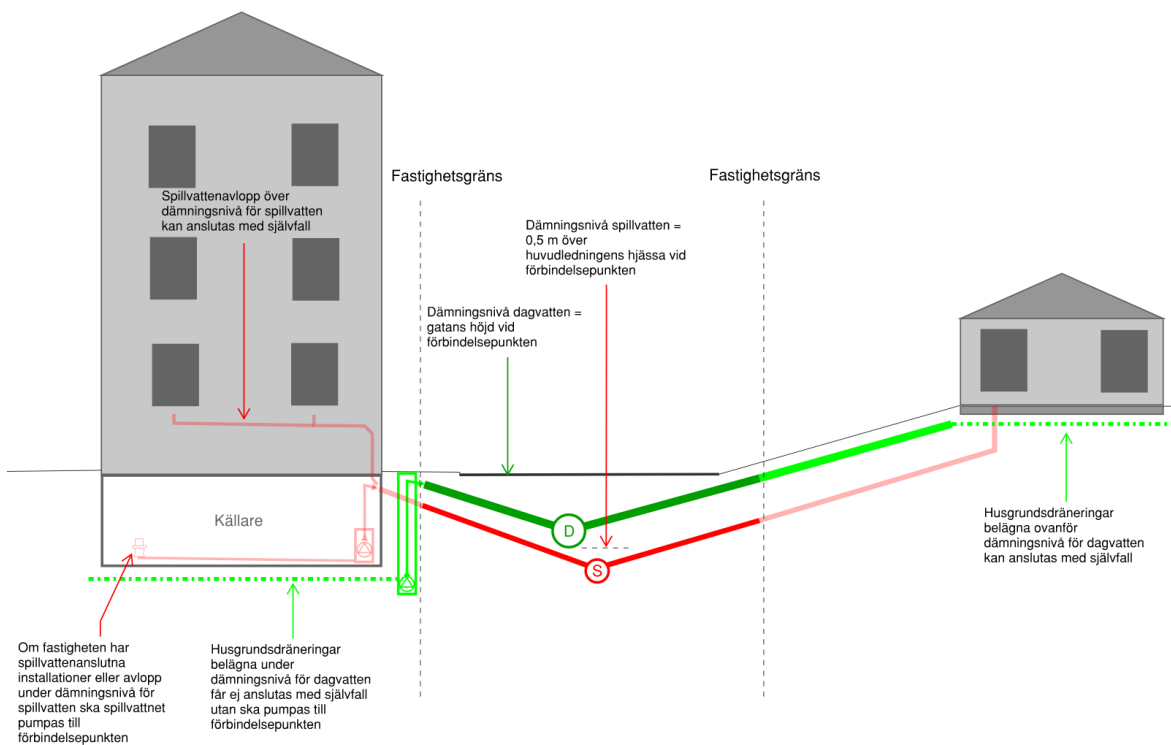 Fastighetsgräns
Fastighetsgräns
Spillvattenavlopp över
dämningsnivå för spillvatten
kan anslutas med självfall
Dämningsnivå spillvatten =
0,5 m över
huvudledningens hjässa vid
förbindelsepunkten
Dämningsnivå dagvatten =
gatans höjd vid
förbindelsepunkten
Källare
D
S
Husgrundsdräneringar
belägna ovanför
dämningsnivå för dagvatten
kan anslutas med självfall
Om fastigheten har
spillvattenanslutna
installationer eller avlopp
under dämningsnivå för
spillvatten ska spillvattnet
pumpas till
förbindelsepunkten
Husgrundsdräneringar
belägna under
dämningsnivå för dagvatten
får ej anslutas med självfall
utan ska pumpas till
förbindelsepunkten